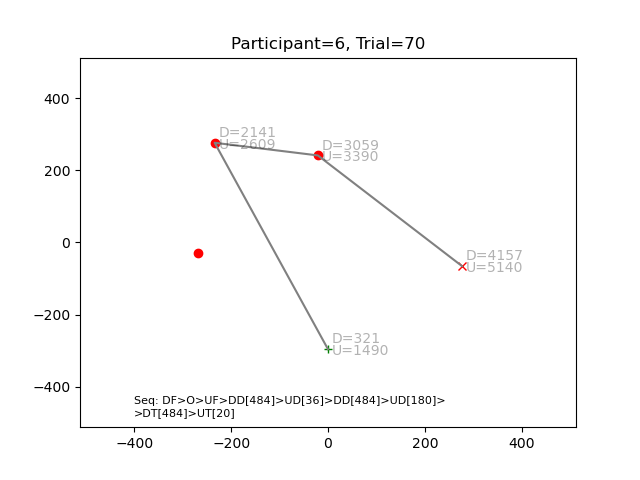 Participant=6, Trial=70
400
200
0
−200
−400
D=2141
U=2609
D=3059
U=3390
D=4157
U=5140
D=321
U=1490
Seq: DF>O>UF>DD[484]>UD[36]>DD[484]>UD[180]>
>DT[484]>UT[20]
−400 −200 0 200 400